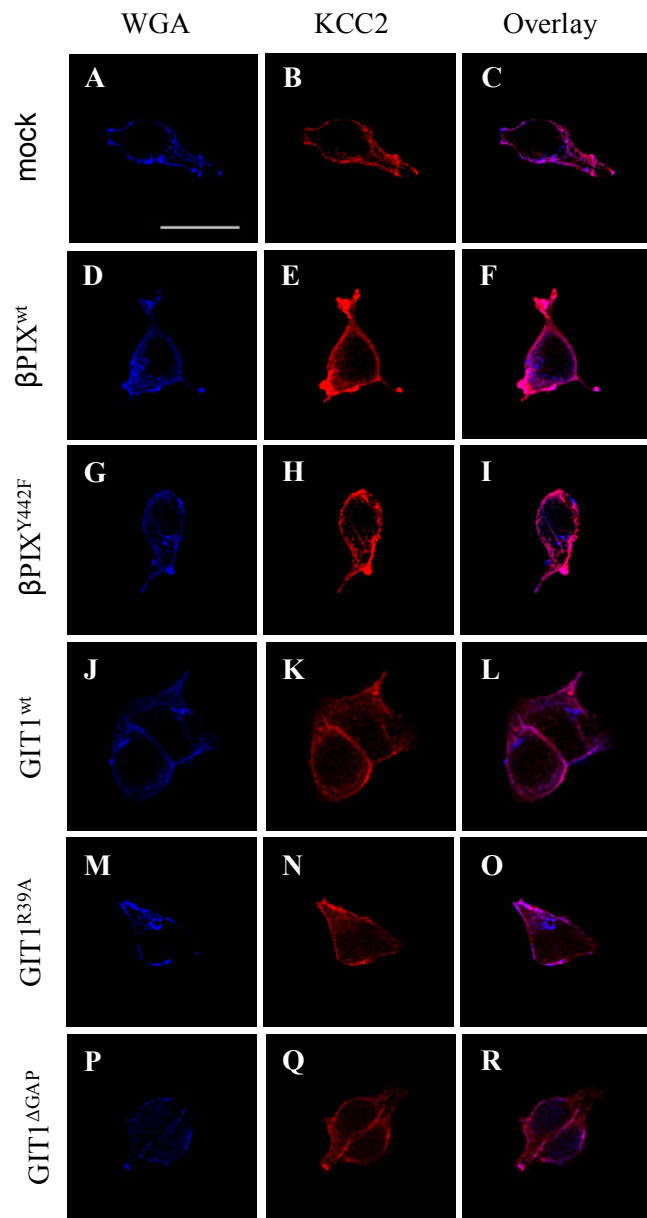 WGA KCC2 Overlay
mock A B C
βPIX^wt D E F
βPIX^Y442F G H I
GIT1^wt J K L
GIT1^R39A M N O
GIT1^ΔGAP P Q R